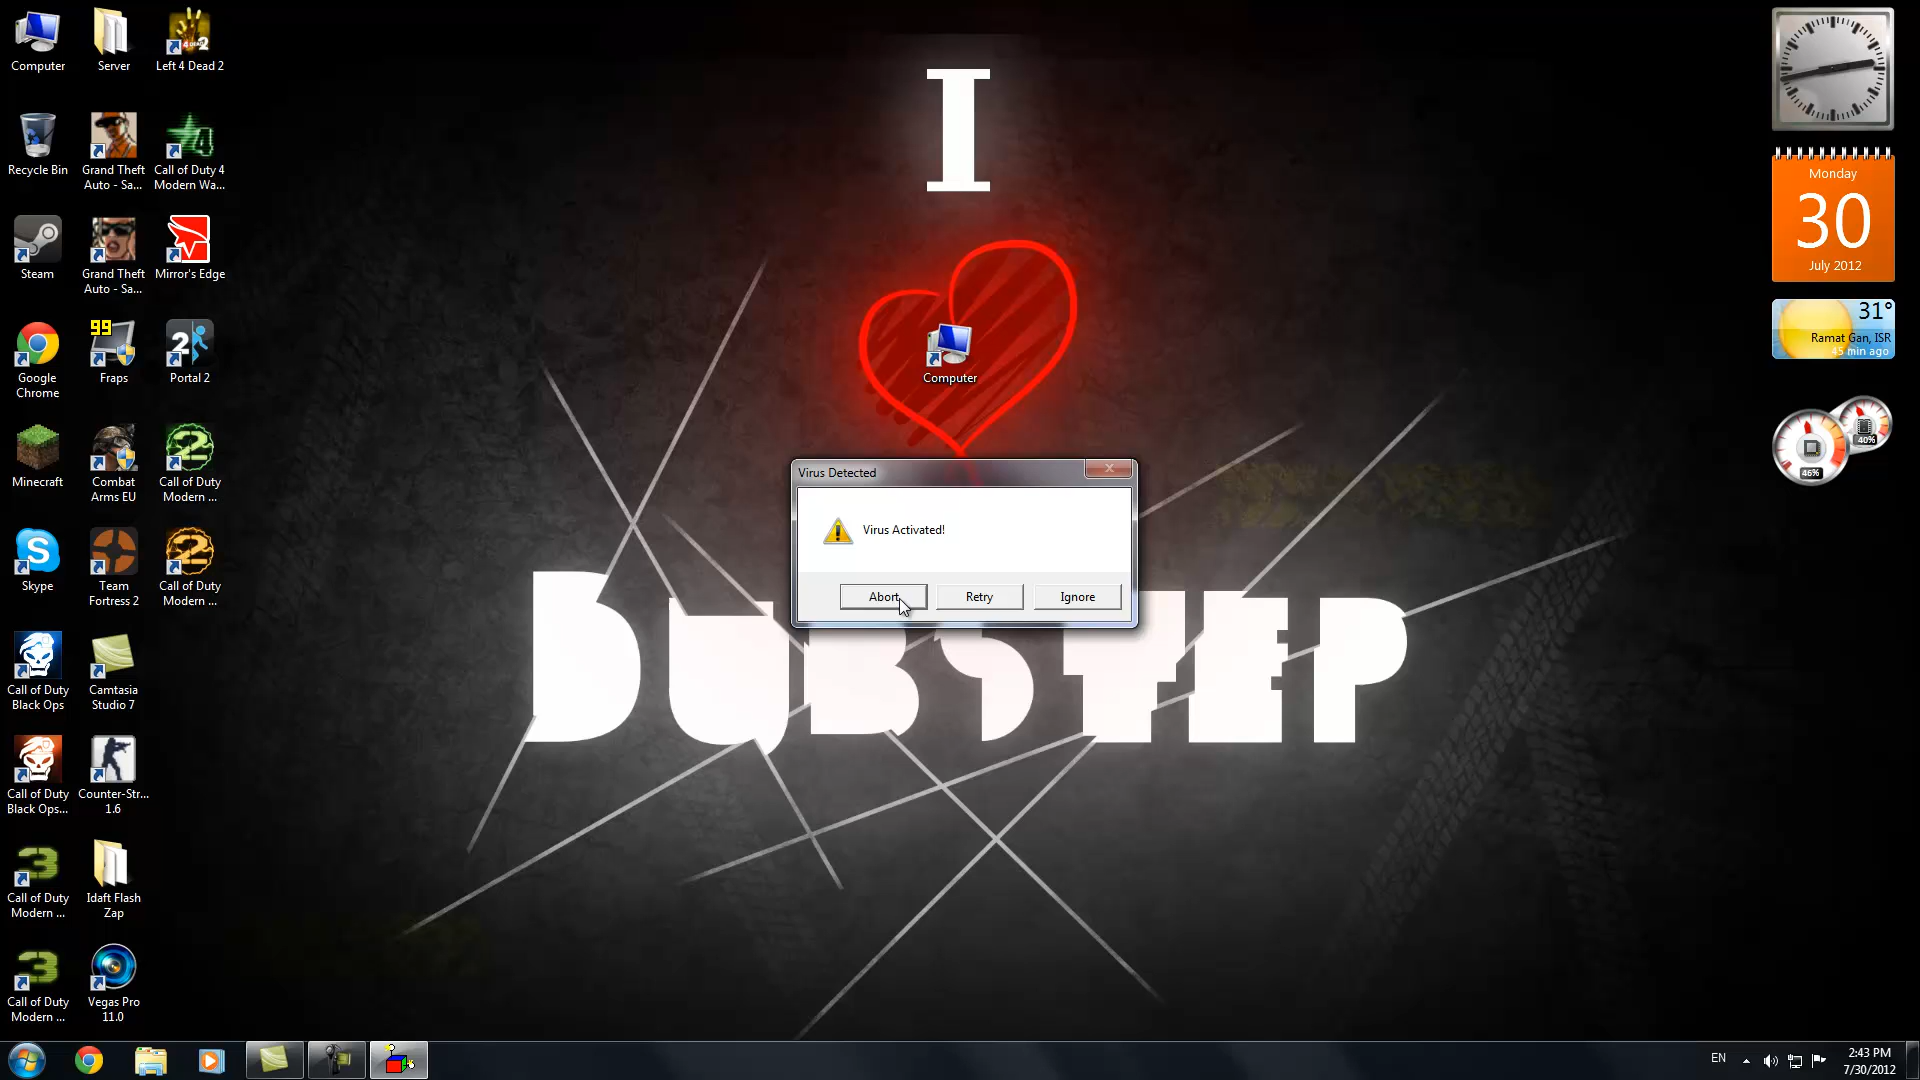 Computer
Server
Left 4 Dead 2
Recycle Bin
Grand Theft
Auto - Sa...
Call of Duty 4
Modern Wa...
Steam
Grand Theft
Auto - Sa...
Mirror's Edge
Google
Chrome
99
Fraps
2
Portal 2
Minecraft
Combat
Arms EU
Call of Duty
Modern ...
Skype
Team
Fortress 2
Call of Duty
Modern ...
Call of Duty
Black Ops
Camtasia
Studio 7
Call of Duty
Black Ops...
Counter-Str...
1.6
Call of Duty
Modern ...
Idaft Flash
Zap
Call of Duty
Modern ...
Vegas Pro
11.0
I
Computer
DUBSTEP
Virus Detected
Virus Activated!
Abort
Retry
Ignore
Monday
30
July 2012
31°
Ramat Gan, ISR
45 min ago
40%
46%
EN
2:43 PM
7/30/2012